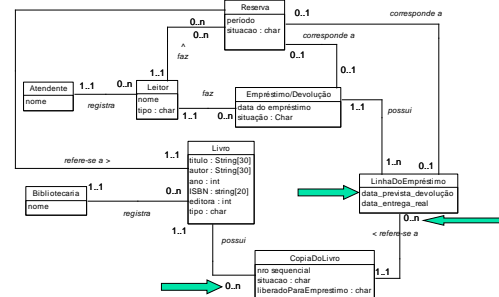 Reserva
período
situacao : char
0..1
corresponde a
0..n
0..n
^
faz
corresponde a
0..1
0..1
1..1
Atendente
nome
1..1
0..n
registra
Leitor
nome
tipo : char
faz
1..1
0..n
Empréstimo/Devolução
data do empréstimo
situação : Char
1..1
possui
refere-se a >
1..1
Livro
titulo : String[30]
autor : String[30]
ano : int
ISBN : string[20]
editora : int
tipo : char
1..n
0..1
LinhaDoEmpréstimo
data_prevista_devolução
data_entrega_real
Bibliotecaria
nome
1..1
0..n
registra
0..n
< refere-se a
1..1
possui
0..n
CopiaDoLivro
nro sequencial
situacao : char
liberadoParaEmprestimo : char
1..1